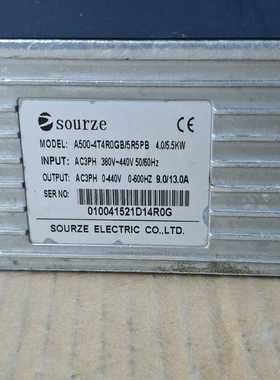 sourze CE
MODEL: A500-4T4R0GB/5R5PB 4.0/5.5KW
INPUT: AC3PH 380V~440V 50/60Hz
OUTPUT: AC3PH 0-440V 0-600HZ 9.0/13.0A
SER NO:
010041521D14R0G
SOURZE ELECTRIC CO.,LTD.